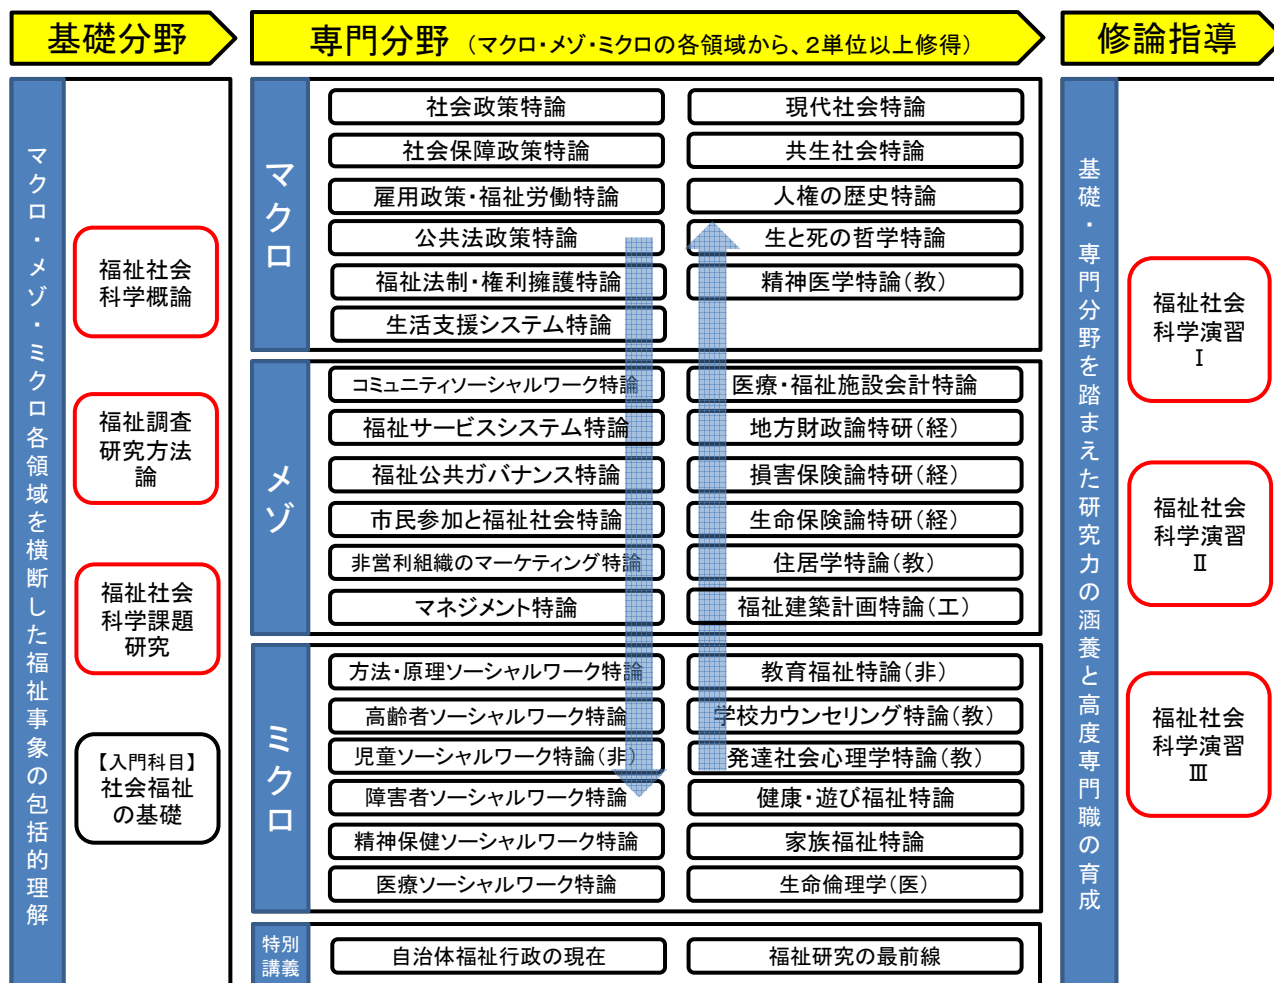 基礎分野
マクロ・メゾ・ミクロ各領域を横断した福祉事象の包括的理解
福祉社会
科学概論
福祉調査
研究方法
論
福祉社会
科学課題
研究
【入門科目】
社会福祉
の基礎
専門分野 (マクロ・メゾ・ミクロの各領域から、2単位以上修得)
マクロ
社会政策特論
現代社会特論
社会保障政策特論
共生社会特論
雇用政策・福祉労働特論
人権の歴史特論
公共法政策特論
生と死の哲学特論
福祉法制・権利擁護特論
精神医学特論(教)
生活支援システム特論
メゾ
コミュニティソーシャルワーク特論
医療・福祉施設会計特論
福祉サービスシステム特論
地方財政論特研(経)
福祉公共ガバナンス特論
損害保険論特研(経)
市民参加と福祉社会特論
生命保険論特研(経)
非営利組織のマーケティング特論
住居学特論(教)
マネジメント特論
福祉建築計画特論(工)
ミクロ
方法・原理ソーシャルワーク特論
教育福祉特論(非)
高齢者ソーシャルワーク特論
学校カウンセリング特論(教)
児童ソーシャルワーク特論(非)
発達社会心理学特論(教)
障害者ソーシャルワーク特論
健康・遊び福祉特論
精神保健ソーシャルワーク特論
家族福祉特論
医療ソーシャルワーク特論
生命倫理学(医)
特別
講義
自治体福祉行政の現在
福祉研究の最前線
修論指導
基礎・専門分野を踏まえた研究力の涵養と高度専門職の育成
福祉社会
科学演習
Ⅰ
福祉社会
科学演習
Ⅱ
福祉社会
科学演習
Ⅲ